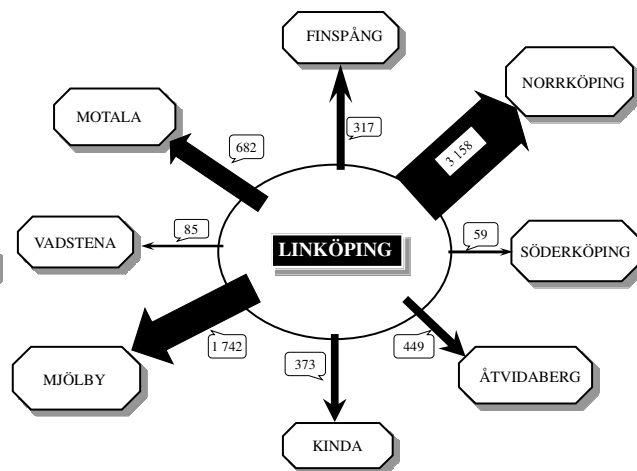 FINSPÅNG
NORRKÖPING
MOTALA
317
682
3 158
VADSTENA
85
LINKÖPING
59
SÖDERKÖPING
1 742
373
449
MJÖLBY
ÅTVIDABERG
KINDA